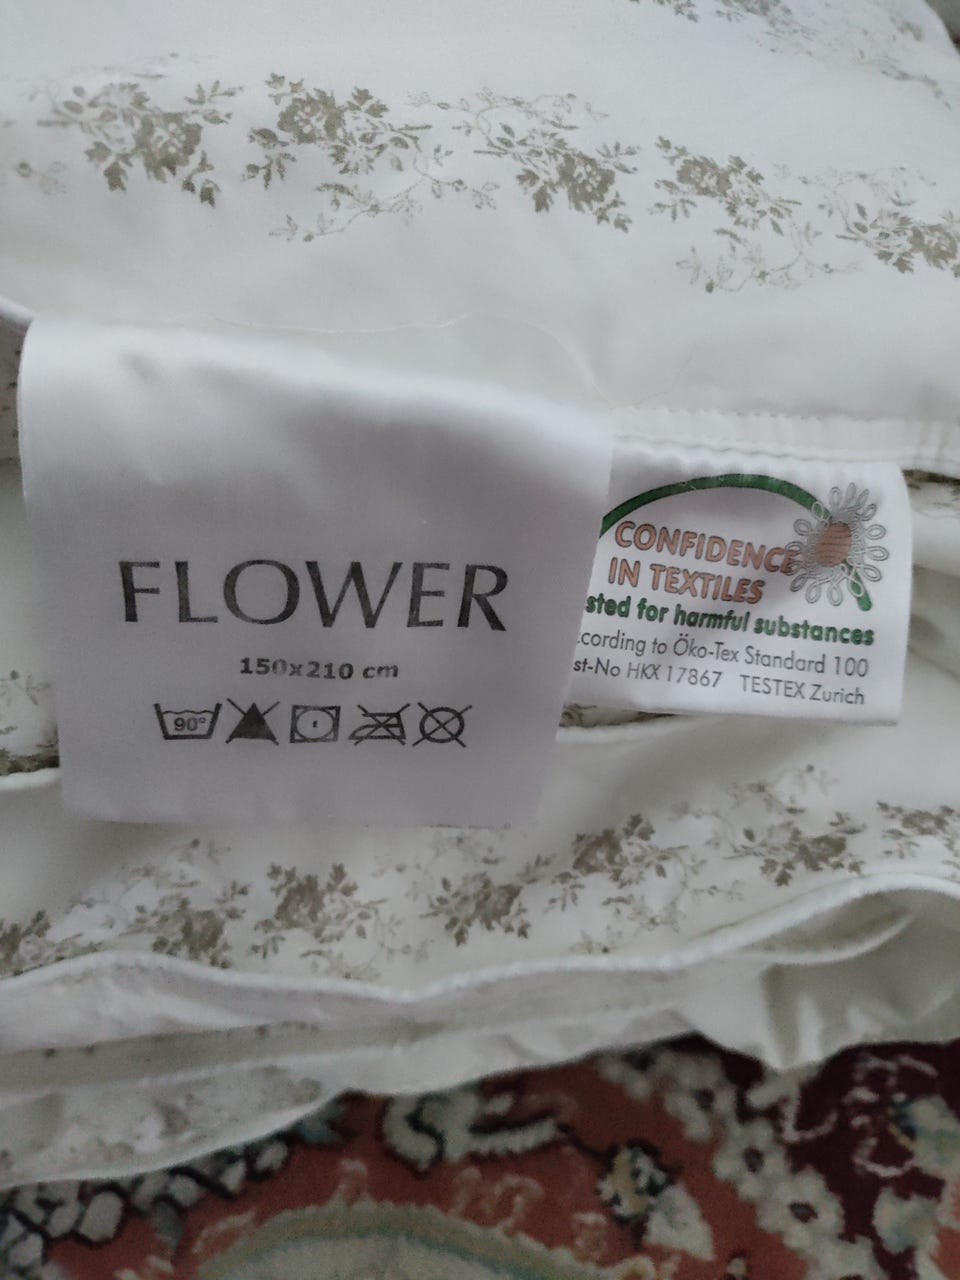 FLOWER
150x210 cm
90°
CONFIDENCE
IN TEXTILES
sted for harmful substances
cording to Öko-Tex Standard 100
st-No HKX 17867 TESTEX Zurich